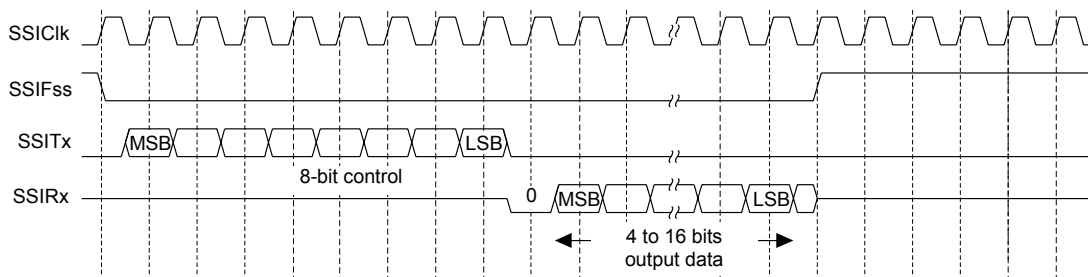 SSIClk
SSIFss
SSITx MSB LSB
8-bit control
SSIRx 0 MSB LSB
4 to 16 bits
output data